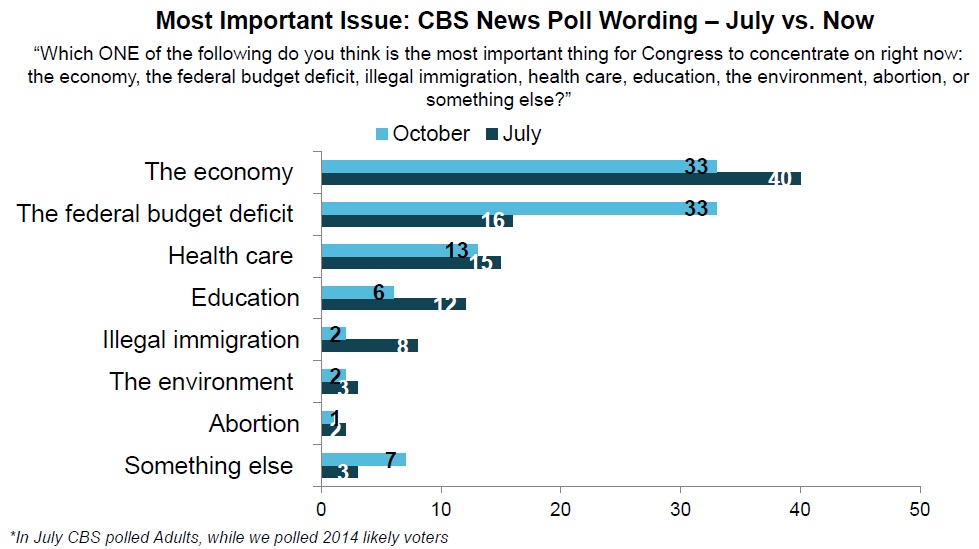 Most Important Issue: CBS News Poll Wording – July vs. Now
“Which ONE of the following do you think is the most important thing for Congress to concentrate on right now:
the economy, the federal budget deficit, illegal immigration, health care, education, the environment, abortion, or
something else?”
October July
The economy 33
40
The federal budget deficit 33
16
Health care 13
15
Education 6
12
Illegal immigration 2
8
The environment 2
3
Abortion 1
2
Something else 7
3
0 10 20 30 40 50
*In July CBS polled Adults, while we polled 2014 likely voters